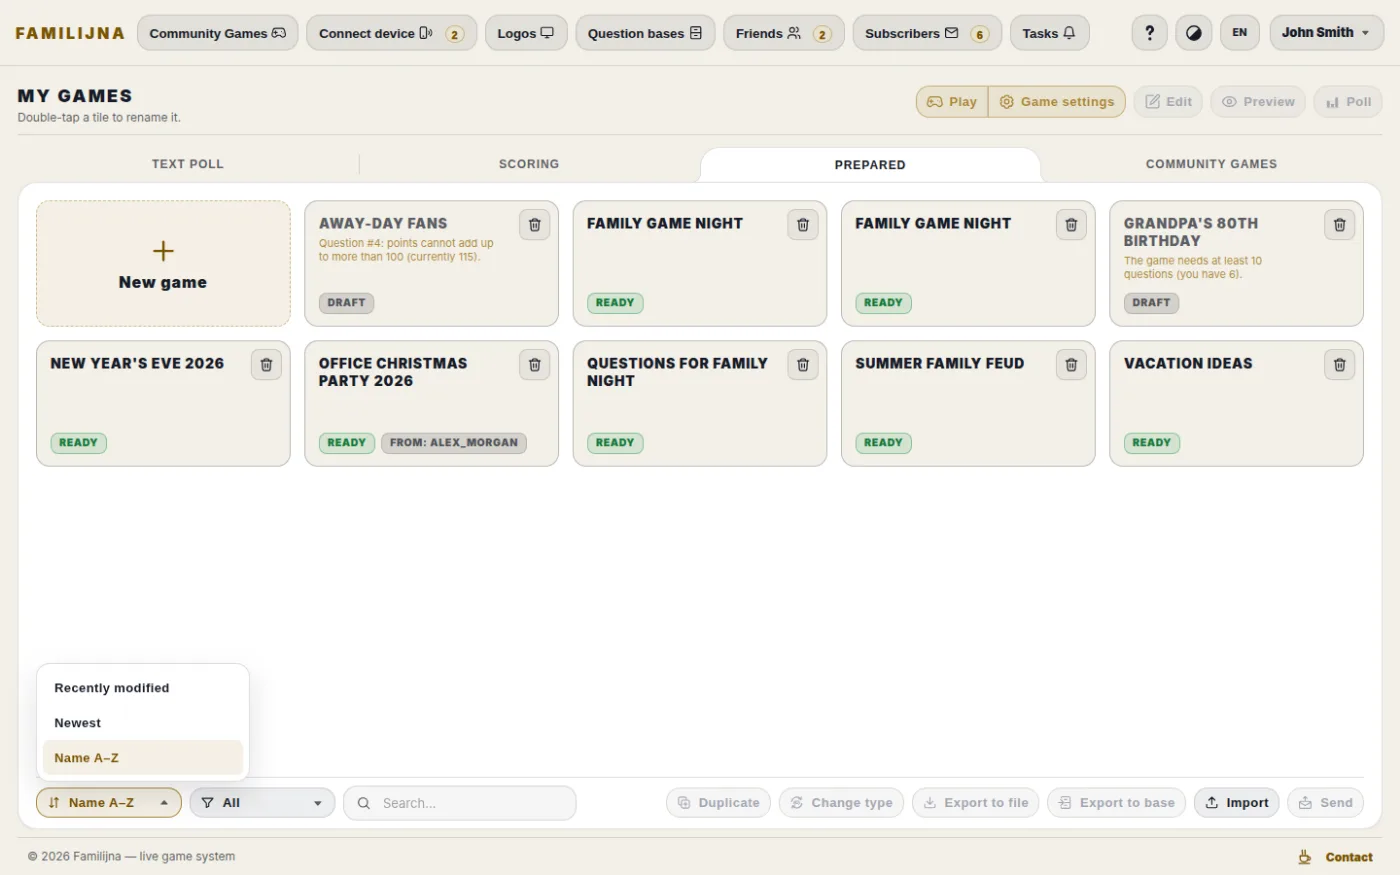 FAMILIJNA
Community Games
Connect device 2
Logos
Question bases
Friends 2
Subscribers 6
Tasks
?
EN
John Smith
MY GAMES
Double-tap a tile to rename it.
Play
Game settings
Edit
Preview
Poll
TEXT POLL
SCORING
PREPARED
COMMUNITY GAMES
New game
AWAY-DAY FANS
Question #4: points cannot add up
to more than 100 (currently 115).
DRAFT
FAMILY GAME NIGHT
READY
FAMILY GAME NIGHT
READY
GRANDPA'S 80TH
BIRTHDAY
The game needs at least 10
questions (you have 6).
DRAFT
NEW YEAR'S EVE 2026
READY
OFFICE CHRISTMAS
PARTY 2026
READY
FROM: ALEX_MORGAN
QUESTIONS FOR FAMILY
NIGHT
READY
SUMMER FAMILY FEUD
READY
VACATION IDEAS
READY
Recently modified
Newest
Name A–Z
Name A–Z
All
Search...
Duplicate
Change type
Export to file
Export to base
Import
Send
© 2026 Familijna — live game system
Contact